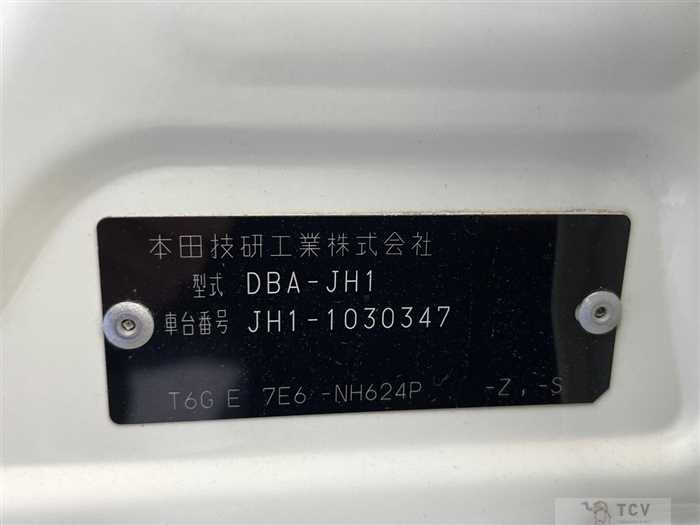 本田技研工業株式会社
型式 DBA-JH1
車台番号 JH1-1030347
T6G E 7E6 -NH624P -Z, -S
TCV